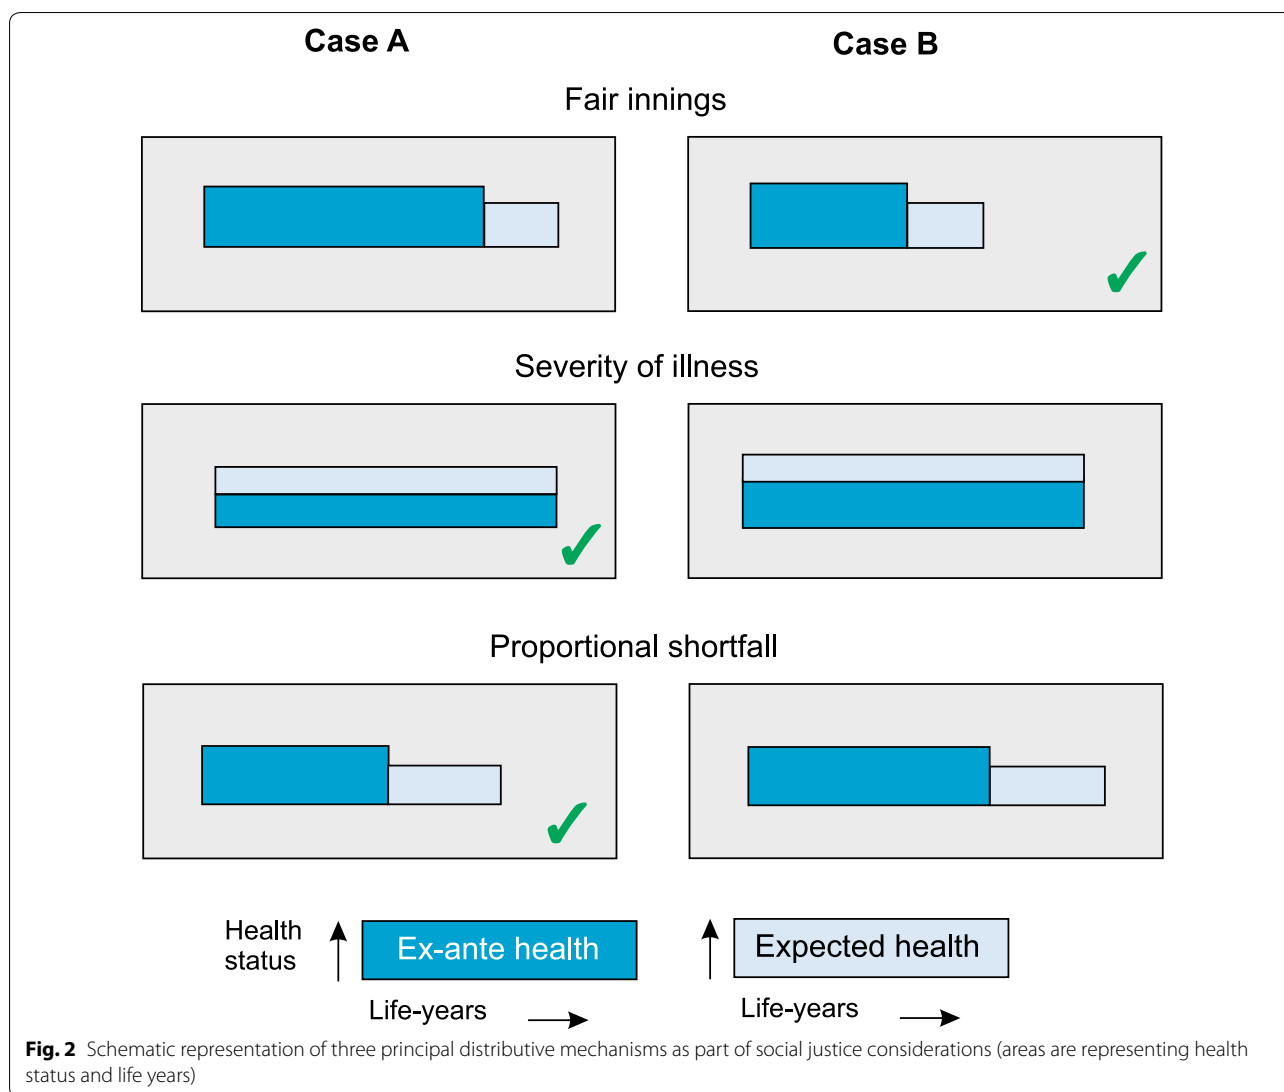 Case A
Case B
Fair innings
Severity of illness
Proportional shortfall
Health
status
Ex-ante health
Life-years
Expected health
Life-years
Fig. 2 Schematic representation of three principal distributive mechanisms as part of social justice considerations (areas are representing health
status and life years)